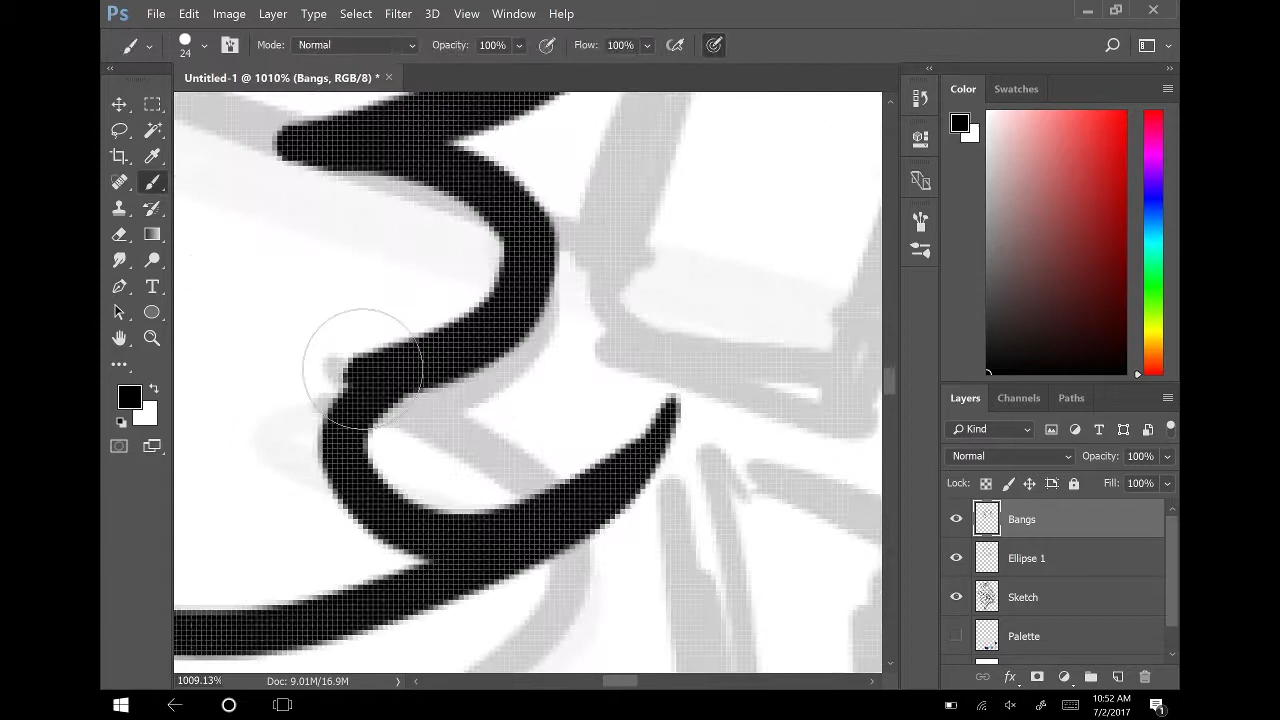 Ps File Edit Image Layer Type Select Filter 3D View Window Help
24 Mode: Normal Opacity: 100% Flow: 100%
Untitled-1 @ 1010% (Bangs, RGB/8) *
Color Swatches
Layers Channels Paths
Kind
Normal Opacity: 100%
Lock: Fill: 100%
Bangs
Ellipse 1
Sketch
Palette
1009.13% Doc: 9.01M/16.9M
10:52 AM
7/2/2017